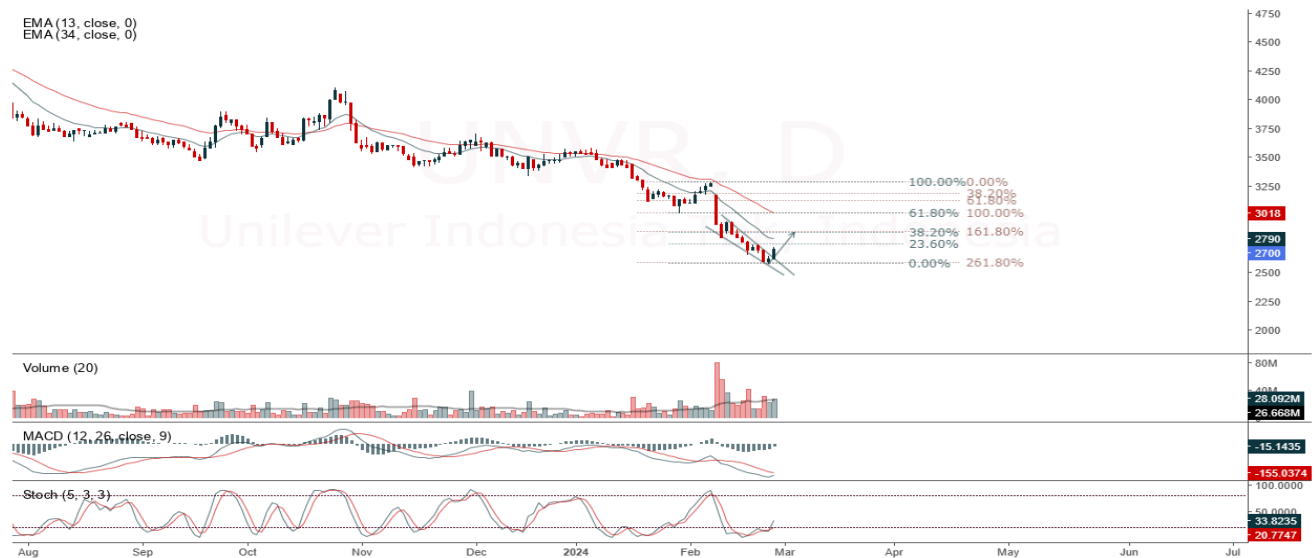 EMA (13, close, 0)
EMA (34, close, 0)
UNVR, D
Unilever Indonesia
4750
4500
4250
4000
3750
3500
3250
3018
2790
2700
2500
2250
2000
100.00% 0.00%
38.20%
61.80%
61.80% 100.00%
38.20% 161.80%
23.60%
0.00% 261.80%
Volume (20)
80M
28.092M
26.668M
MACD (12, 26, close, 9)
-15.1435
-155.0374
Stoch (5, 3, 3)
100.0000
50.0000
33.8235
20.7747
Aug Sep Oct Nov Dec 2024 Feb Mar Apr May Jun Jul